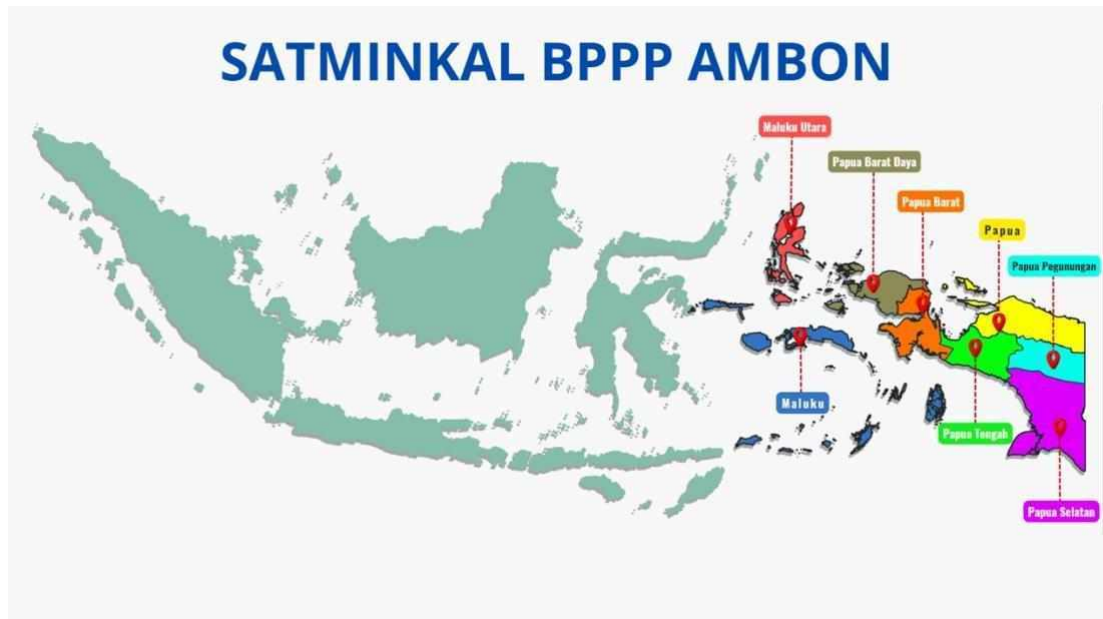 SATMINKAL BPPP AMBON
Maluku Utara
Papua Barat Daya
Papua Barat
Papua
Papua Pegunungan
Maluku
Papua Tengah
Papua Selatan